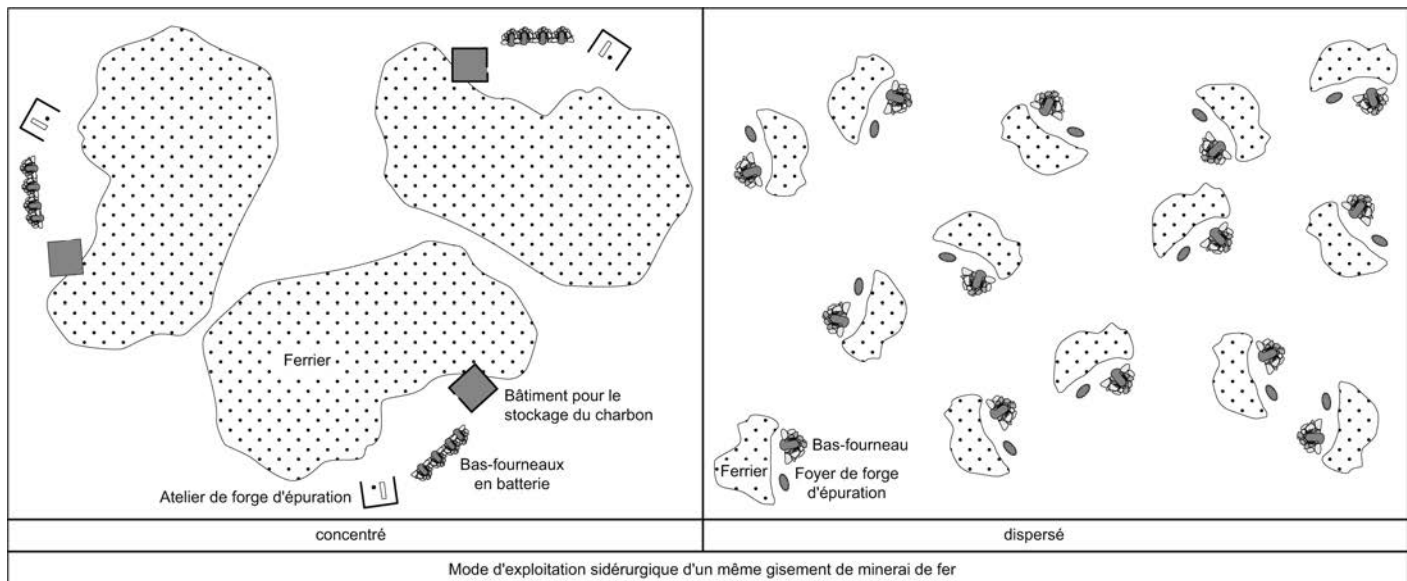 Ferrier
Bâtiment pour le
stockage du charbon
Bas-fourneaux
en batterie
Atelier de forge d'épuration
Bas-fourneau
Ferrier
Foyer de forge
d'épuration
concentré
dispersé
Mode d'exploitation sidérurgique d'un même gisement de minerai de fer